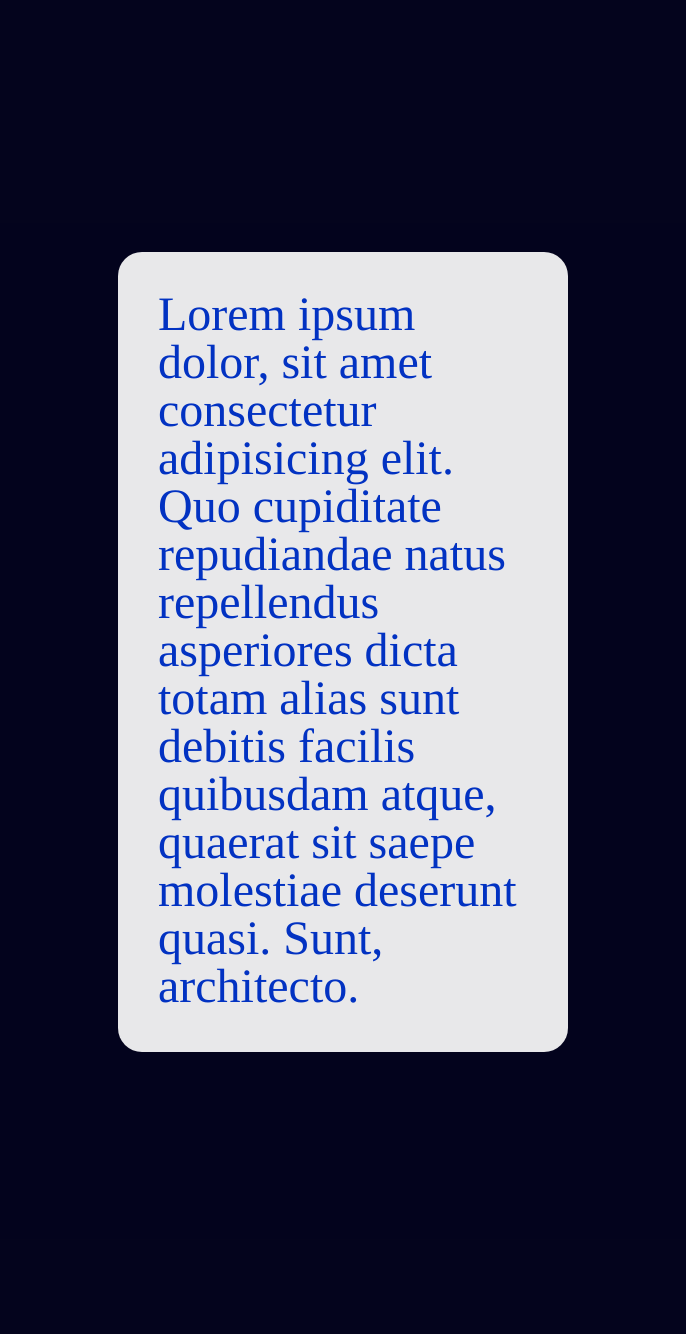 Lorem ipsum
dolor, sit amet
consectetur
adipisicing elit.
Quo cupiditate
repudiandae natus
repellendus
asperiores dicta
totam alias sunt
debitis facilis
quibusdam atque,
quaerat sit saepe
molestiae deserunt
quasi. Sunt,
architecto.